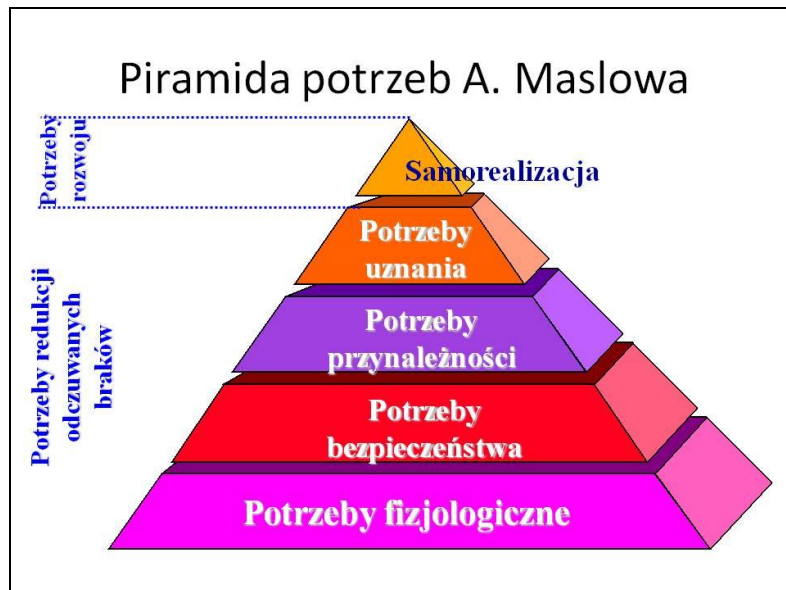 Piramida potrzeb A. Maslowa
Potrzeby
rozwoju
Samorealizacja
Potrzeby
uznania
Potrzeby
przynależności
Potrzeby redukcji
odczuwanych
braków
Potrzeby
bezpieczeństwa
Potrzeby fizjologiczne